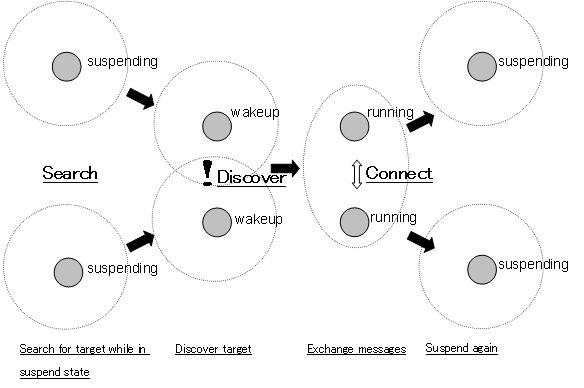 suspending
suspending
wakeup
running
Search
!
Discover
Connect
wakeup
running
suspending
suspending
Search for target while in
suspend state
Discover target
Exchange messages
Suspend again